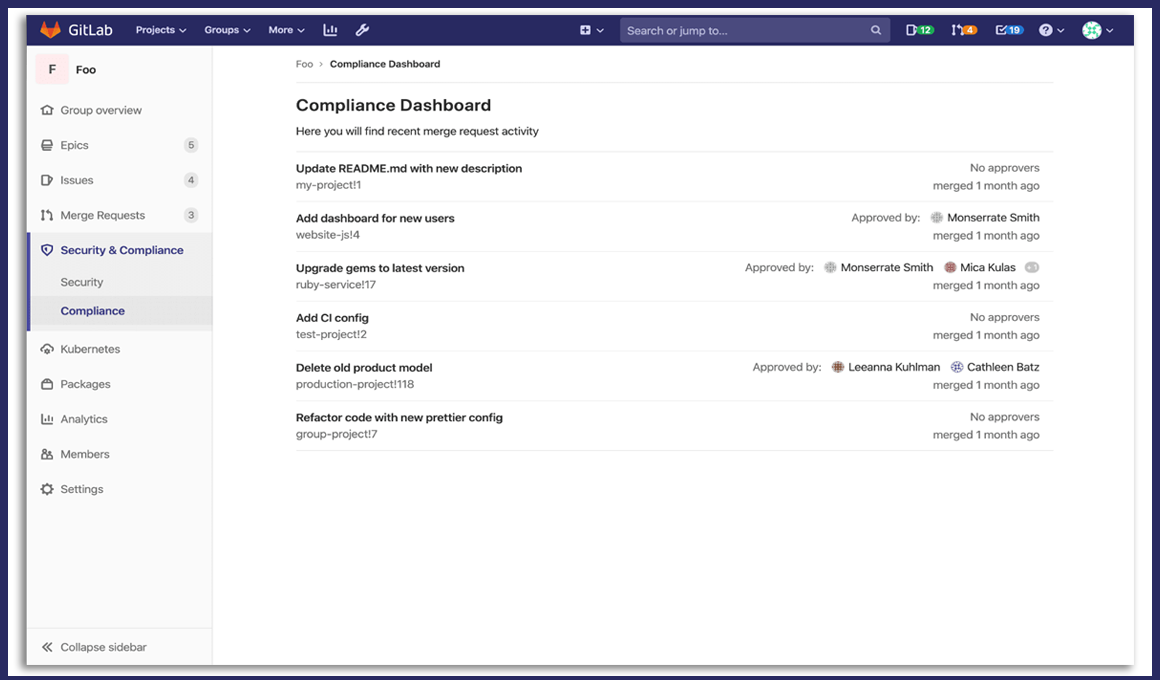 GitLab Projects Groups More Search or jump to... 12 4 19
F Foo
Group overview
Epics 5
Issues 4
Merge Requests 3
Security & Compliance
Security
Compliance
Kubernetes
Packages
Analytics
Members
Settings
Collapse sidebar
Foo › Compliance Dashboard
Compliance Dashboard
Here you will find recent merge request activity
Update README.md with new description No approvers
my-project!1 merged 1 month ago
Add dashboard for new users Approved by: Monserrate Smith
website-js!4 merged 1 month ago
Upgrade gems to latest version Approved by: Monserrate Smith Mica Kulas
ruby-service!17 merged 1 month ago
Add CI config No approvers
test-project!2 merged 1 month ago
Delete old product model Approved by: Leeanna Kuhlman Cathleen Batz
production-project!118 merged 1 month ago
Refactor code with new prettier config No approvers
group-project!7 merged 1 month ago